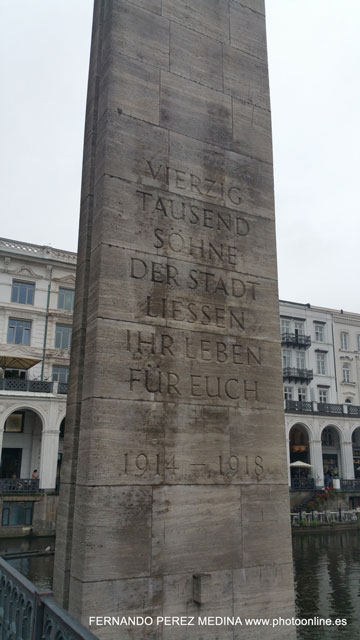 VIERZIG
TAUSEND
SÖHNE
DER STADT
LIESSEN
IHR LEBEN
FÜR EUCH
1914 – 1918
FERNANDO PEREZ MEDINA www.photoonline.es